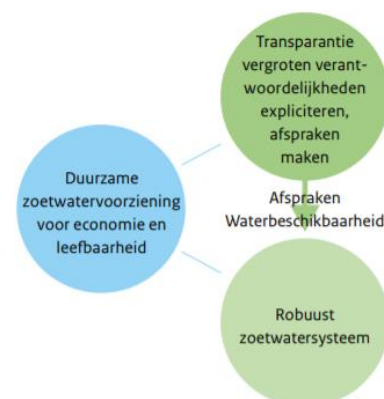 Transparantie
vergroten verant-
woordelijkheden
expliciteren,
afspraken
maken
Duurzame
zoetwatervoorziening
voor economie en
leefbaarheid
Afspraken
Waterbeschikbaarheid
Robuust
zoetwatersysteem